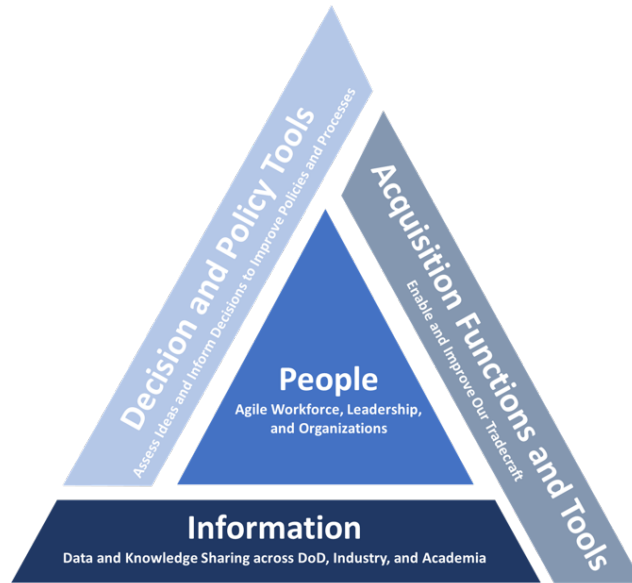 Decision and Policy Tools
Assess Ideas and Inform Decisions to Improve Policies and Processes
Acquisition Functions and Tools
Enable and Improve Our Tradecraft
People
Agile Workforce, Leadership,
and Organizations
Information
Data and Knowledge Sharing across DoD, Industry, and Academia